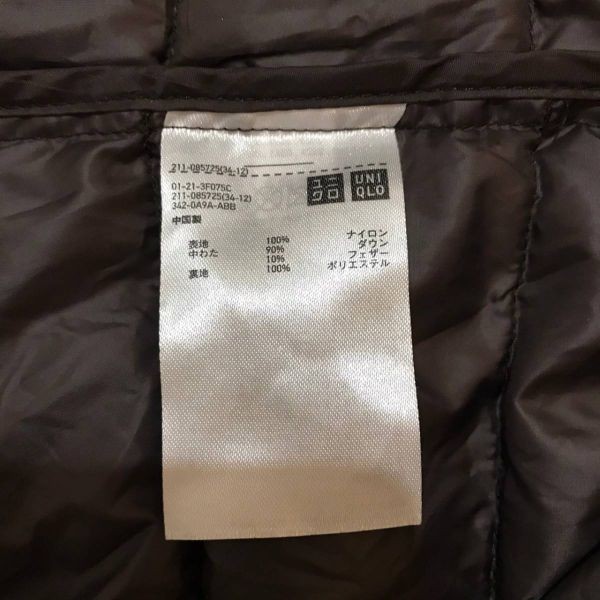 211-085725(34-12)
01-21-3F075C
211-085725(34-12)
342-0A9A-ABB
ユニクロ
UNIQLO
中国製
表地 100% ナイロン
中わた 90% ダウン
10% フェザー
裏地 100% ポリエステル